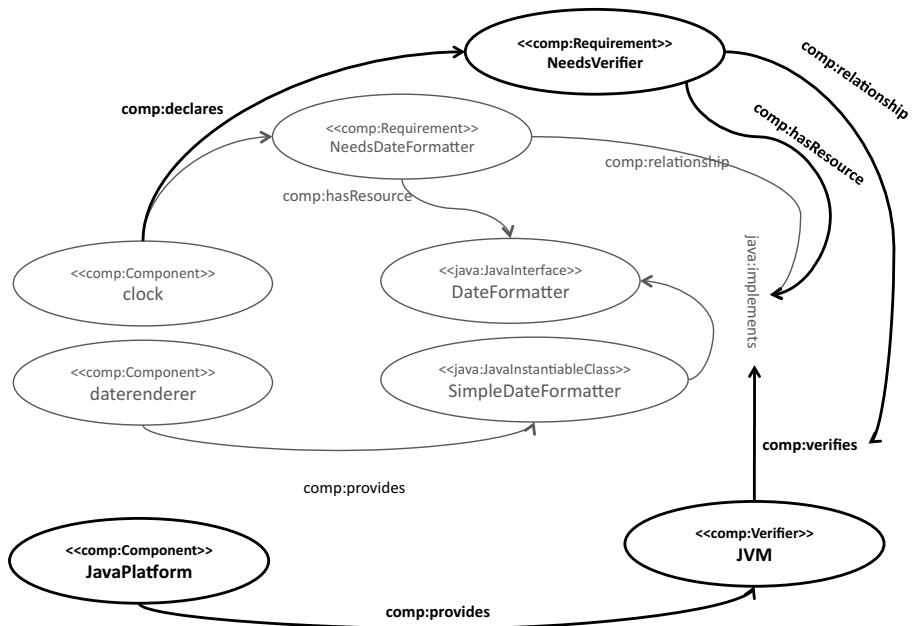 <<comp:Requirement>>
NeedsVerifier
comp:relationship
comp:declares
<<comp:Requirement>>
NeedsDateFormatter
comp:hasResource
comp:relationship
comp:hasResource
<<comp:Component>>
clock
<<java:JavaInterface>>
DateFormatter
java:implements
<<comp:Component>>
daterenderer
<<java:JavaInstantiableClass>>
SimpleDateFormatter
comp:verifies
comp:provides
<<comp:Component>>
JavaPlatform
<<comp:Verifier>>
JVM
comp:provides